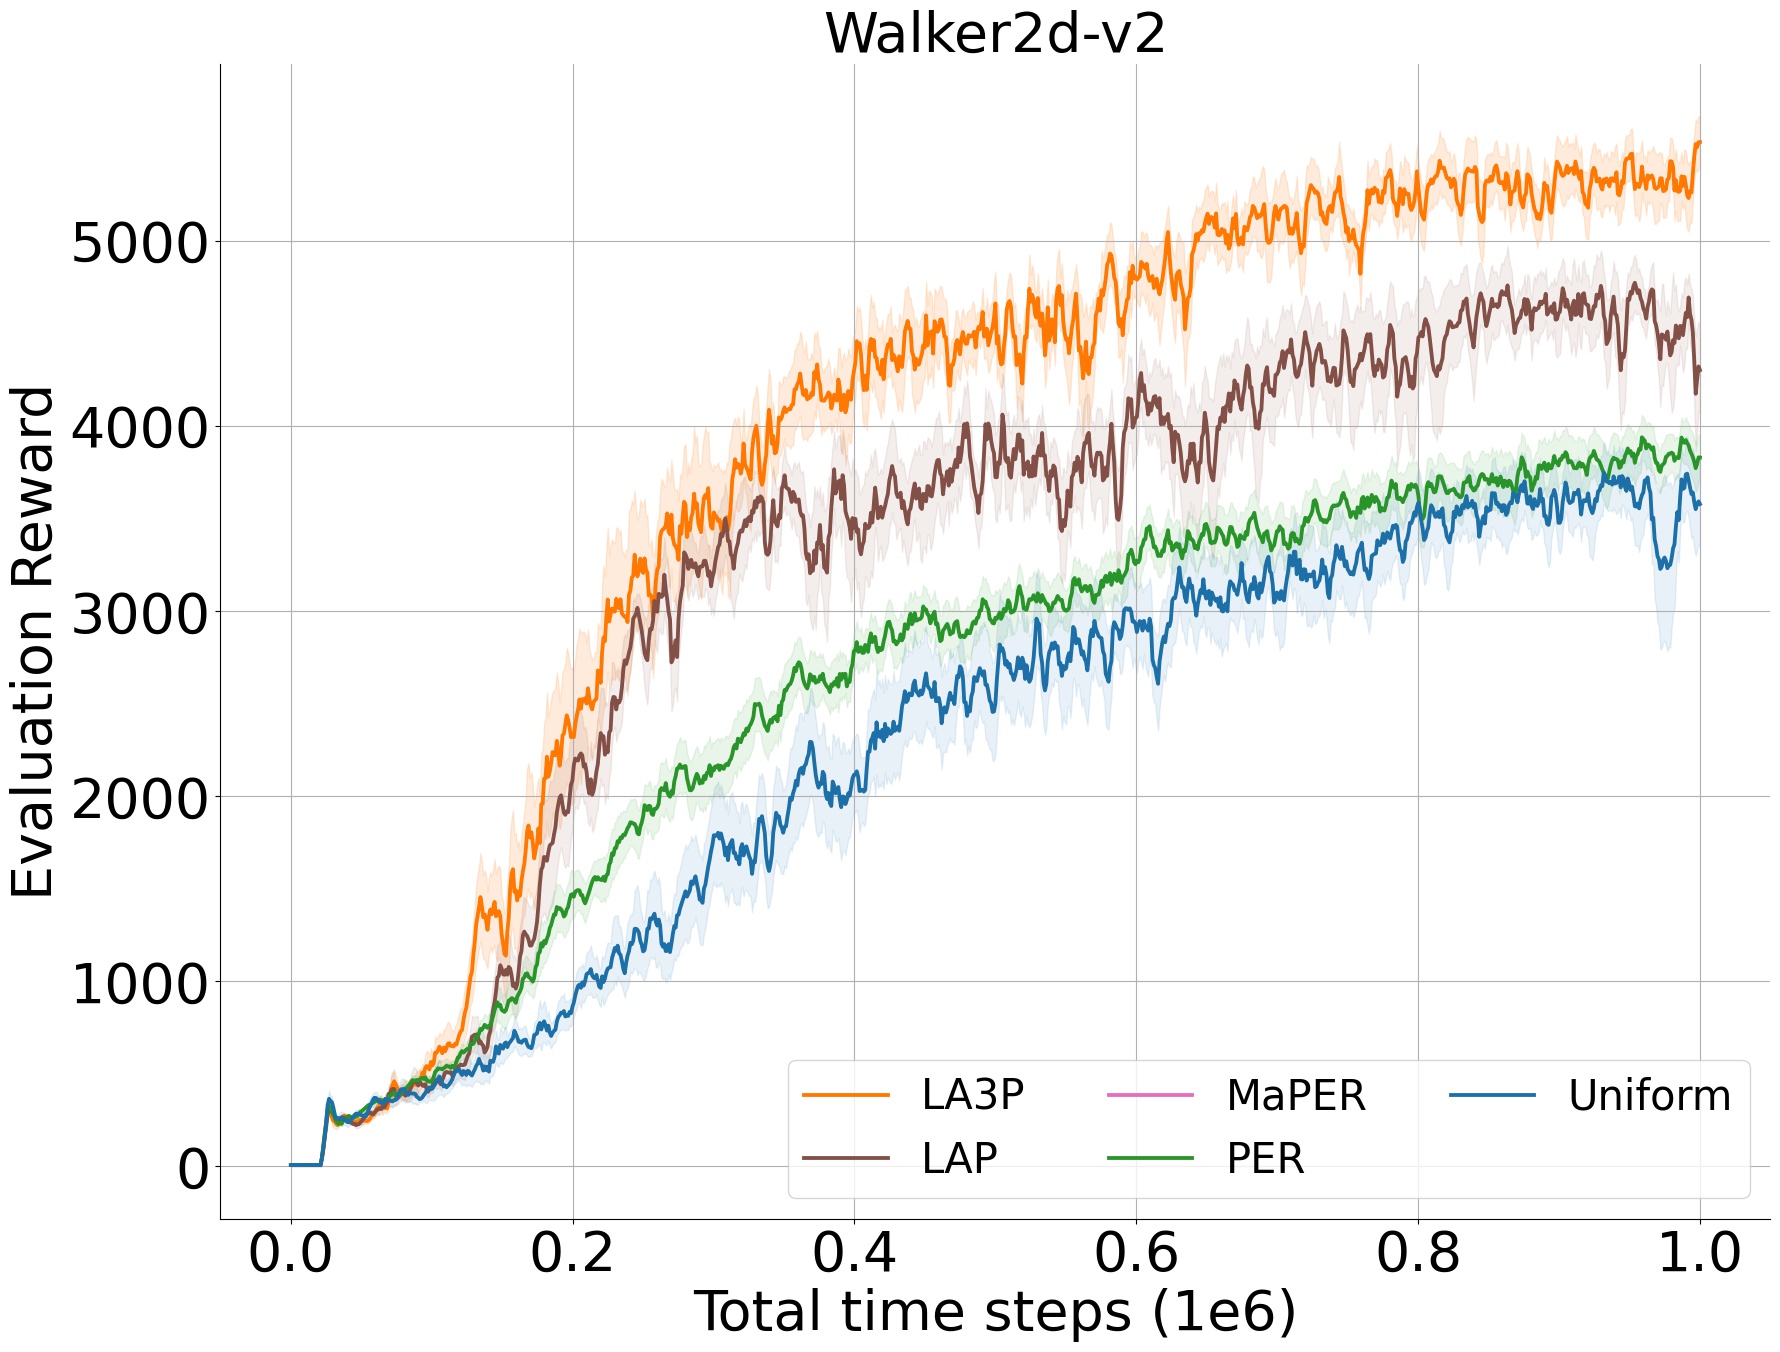 Walker2d-v2
Evaluation Reward
5000
4000
3000
2000
1000
0
LA3P MaPER Uniform
LAP PER
0.0 0.2 0.4 0.6 0.8 1.0
Total time steps (1e6)